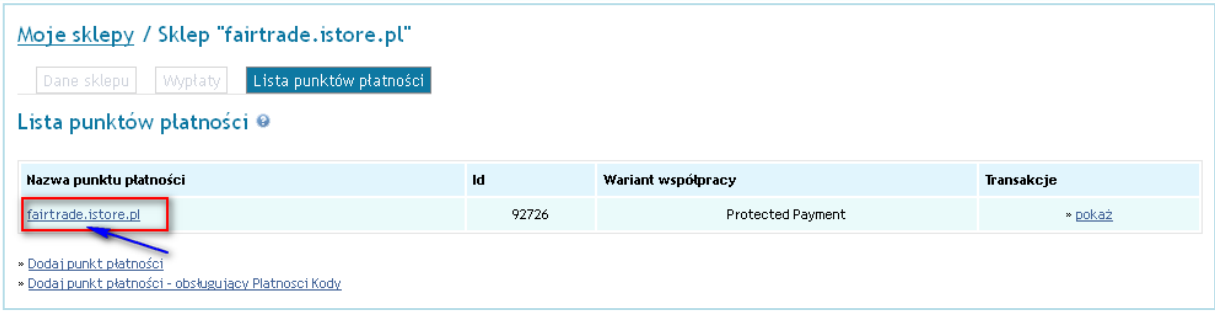 Moje sklepy / Sklep "fairtrade.istore.pl"
Dane sklepu Wypłaty Lista punktów płatności
Lista punktów płatności
Nazwa punktu płatności Id Wariant współpracy Transakcje
fairtrade.istore.pl 92726 Protected Payment » pokaż
» Dodaj punkt płatności
» Dodaj punkt płatności - obsługujący Platnosci Kody